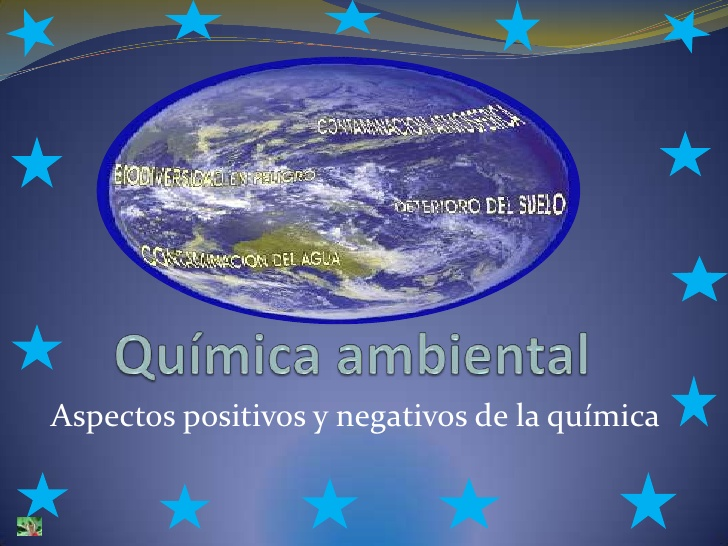 CONTAMINACION ATMOSFERICA
BIODIVERSIDAD EN PELIGRO
DETERIORO DEL SUELO
CONTAMINACION DEL AGUA
Química ambiental
Aspectos positivos y negativos de la química